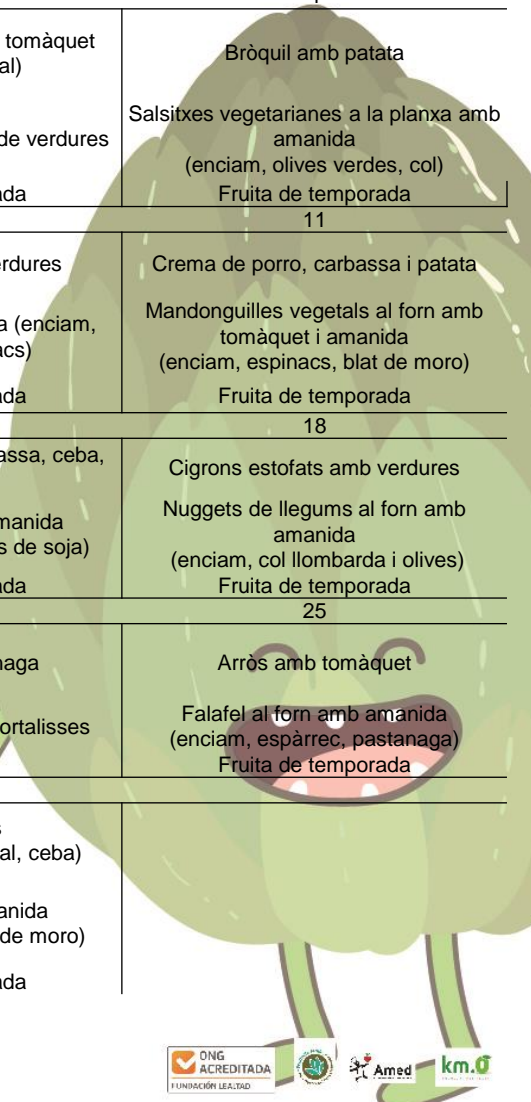 tomàquet
al)
de verdures
ada
Bròquil amb patata
Salsitxes vegetarianes a la planxa amb
amanida
(enciam, olives verdes, col)
Fruita de temporada
11
erdures
a (enciam,
acs)
ada
Crema de porro, carbassa i patata
Mandonguilles vegetals al forn amb
tomàquet i amanida
(enciam, espinacs, blat de moro)
Fruita de temporada
18
assa, ceba,
manida
s de soja)
ada
Cigrons estofats amb verdures
Nuggets de llegums al forn amb
amanida
(enciam, col llombarda i olives)
Fruita de temporada
25
naga
ortalisses
Arròs amb tomàquet
Falafel al forn amb amanida
(enciam, espàrrec, pastanaga)
Fruita de temporada
s
al, ceba)
anida
de moro)
ada
ONG
ACREDITADA
FUNDACIÓN LEALTAD
Amed
km.0